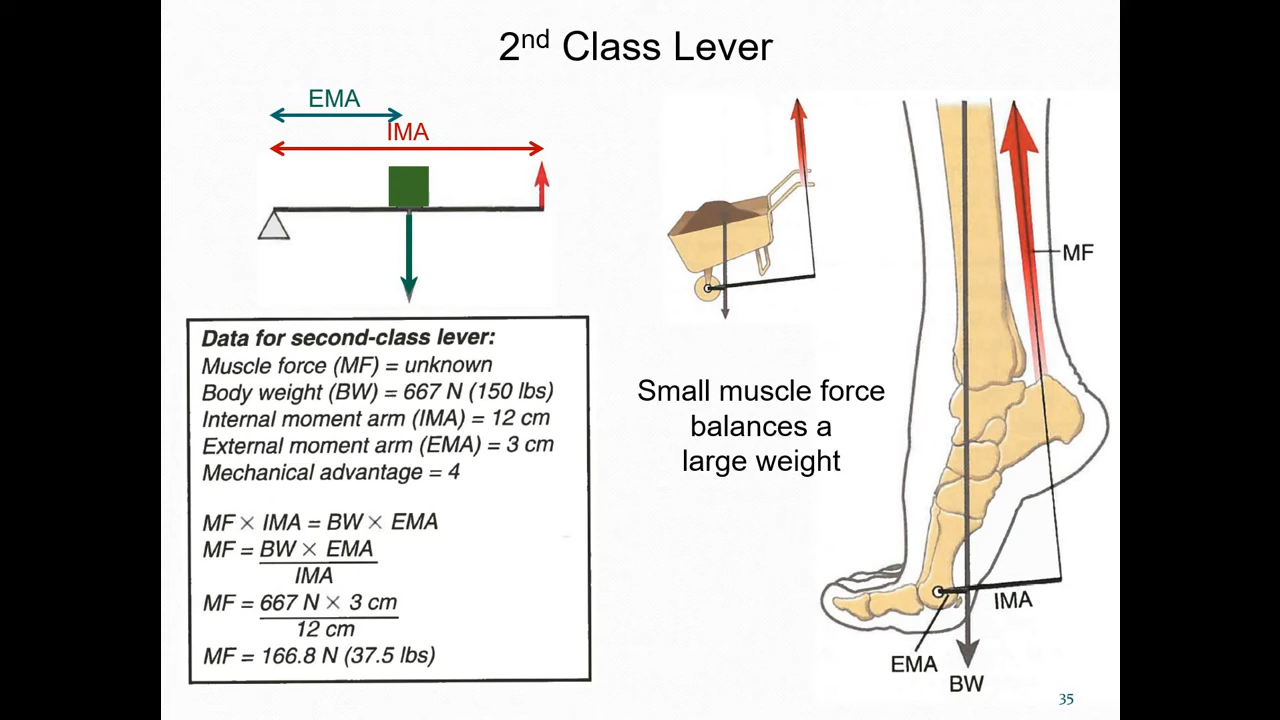 2nd Class Lever
EMA
IMA
Data for second-class lever:
Muscle force (MF) = unknown
Body weight (BW) = 667 N (150 lbs)
Internal moment arm (IMA) = 12 cm
External moment arm (EMA) = 3 cm
Mechanical advantage = 4
MF × IMA = BW × EMA
MF = BW × EMA
IMA
MF = 667 N × 3 cm
12 cm
MF = 166.8 N (37.5 lbs)
Small muscle force
balances a
large weight
MF
IMA
EMA
BW
35